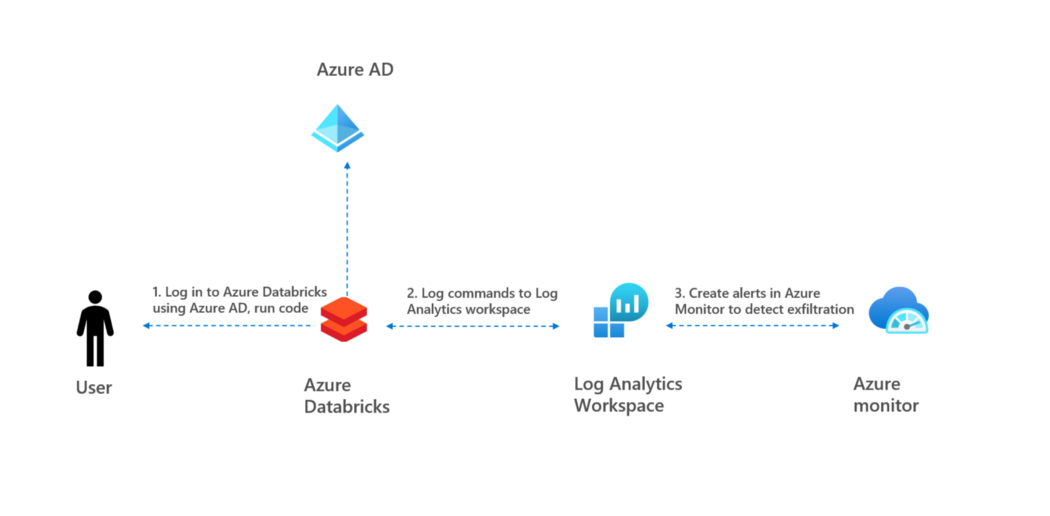 Azure AD
1. Log in to Azure Databricks
using Azure AD, run code
2. Log commands to Log
Analytics workspace
3. Create alerts in Azure
Monitor to detect exfiltration
User
Azure
Databricks
Log Analytics
Workspace
Azure
monitor